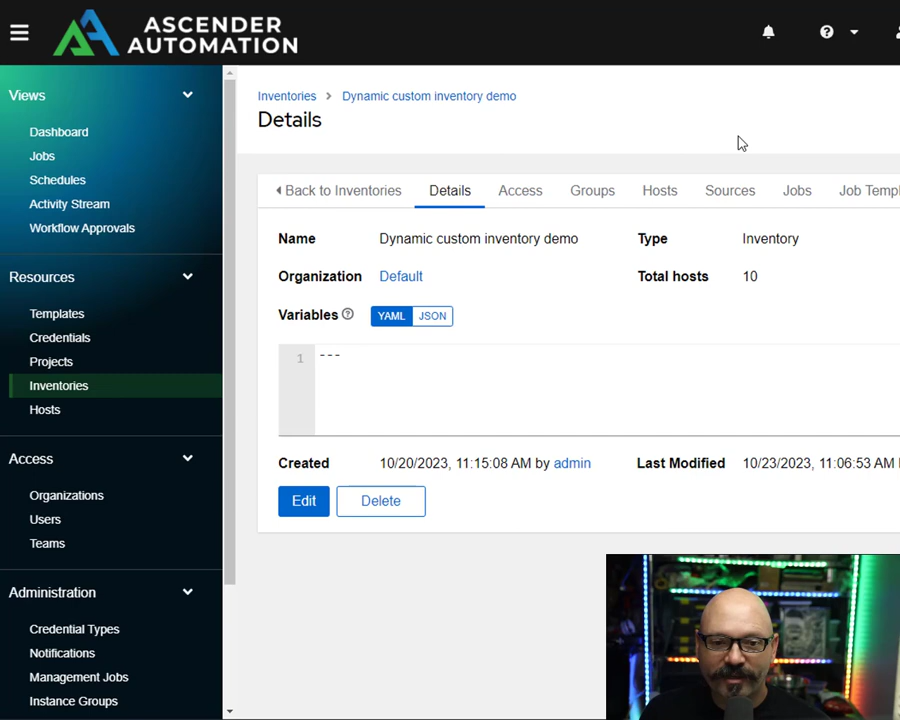 ASCENDER
AUTOMATION
Views
Dashboard
Jobs
Schedules
Activity Stream
Workflow Approvals
Resources
Templates
Credentials
Projects
Inventories
Hosts
Access
Organizations
Users
Teams
Administration
Credential Types
Notifications
Management Jobs
Instance Groups
Inventories > Dynamic custom inventory demo
Details
Back to Inventories Details Access Groups Hosts Sources Jobs Job Templ
Name Dynamic custom inventory demo Type Inventory
Organization Default Total hosts 10
Variables YAML JSON
1 ---
Created 10/20/2023, 11:15:08 AM by admin Last Modified 10/23/2023, 11:06:53 AM
Edit Delete